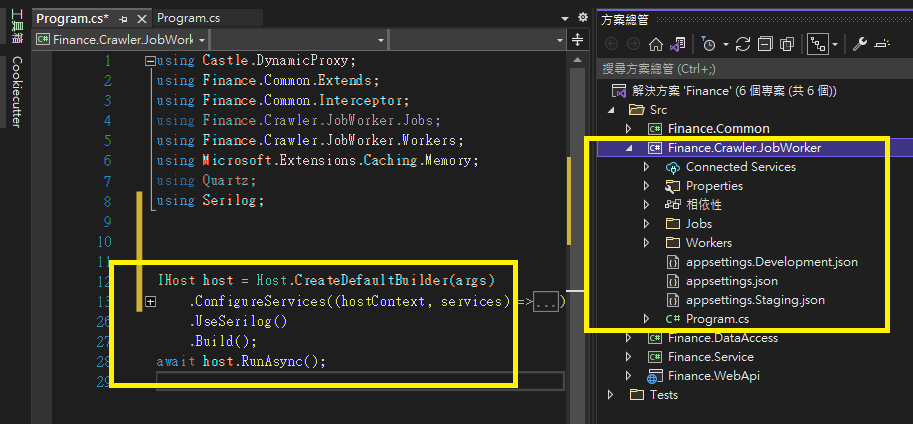 工具箱
Cookiecutter
Program.cs*
Program.cs
Finance.Crawler.JobWork
1 using Castle.DynamicProxy;
2 using Finance.Common.Extends;
3 using Finance.Common.Interceptor;
4 using Finance.Crawler.JobWorker.Jobs;
5 using Finance.Crawler.JobWorker.Workers;
6 using Microsoft.Extensions.Caching.Memory;
7 using Quartz;
8 using Serilog;
9
10
11
12 IHost host = Host.CreateDefaultBuilder(args)
13 .ConfigureServices((hostContext, services) =>...)
26 .UseSerilog()
27 .Build();
28 await host.RunAsync();
29
方案總管
搜尋方案總管 (Ctrl+;)
解決方案 'Finance' (6 個專案 (共 6 個))
Src
Finance.Common
Finance.Crawler.JobWorker
Connected Services
Properties
相依性
Jobs
Workers
appsettings.Development.json
appsettings.json
appsettings.Staging.json
Program.cs
Finance.DataAccess
Finance.Service
Finance.WebApi
Tests